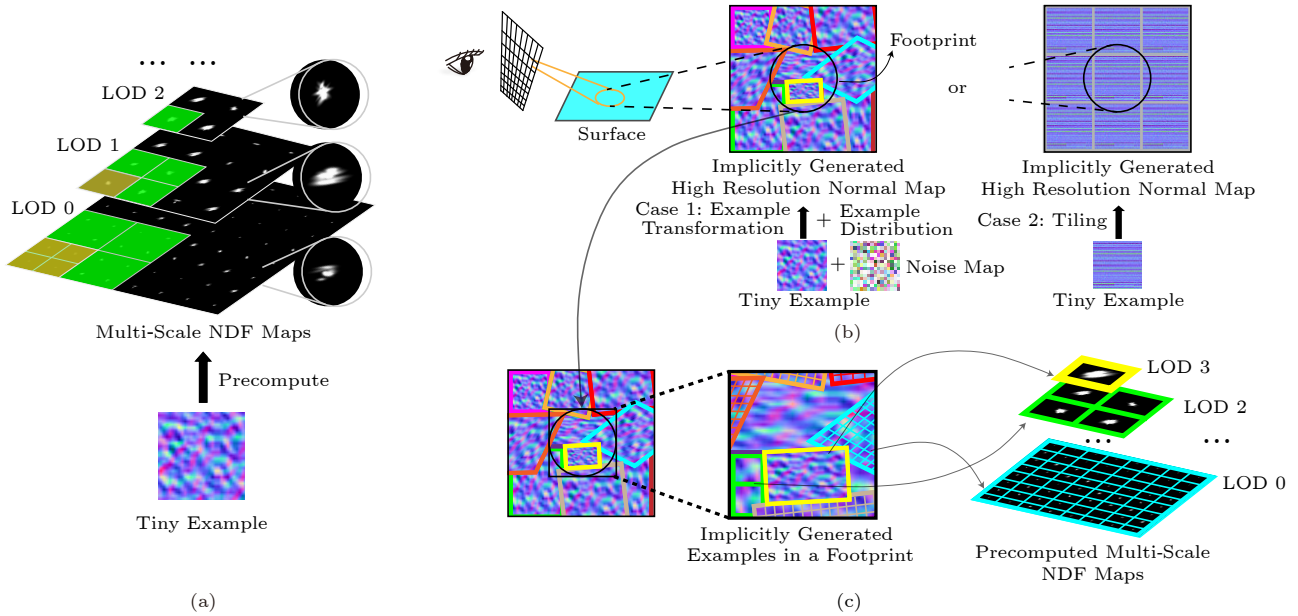 ... ...
LOD 2
LOD 1
LOD 0
Multi-Scale NDF Maps
Precompute
Tiny Example
(a)
Surface
Footprint
or
Implicitly Generated
High Resolution Normal Map
Case 1: Example
Transformation
+ Example
Distribution
+
Noise Map
Tiny Example
Implicitly Generated
High Resolution Normal Map
Case 2: Tiling
Tiny Example
(b)
Implicitly Generated
Examples in a Footprint
LOD 3
LOD 2
... ...
LOD 0
Precomputed Multi-Scale
NDF Maps
(c)